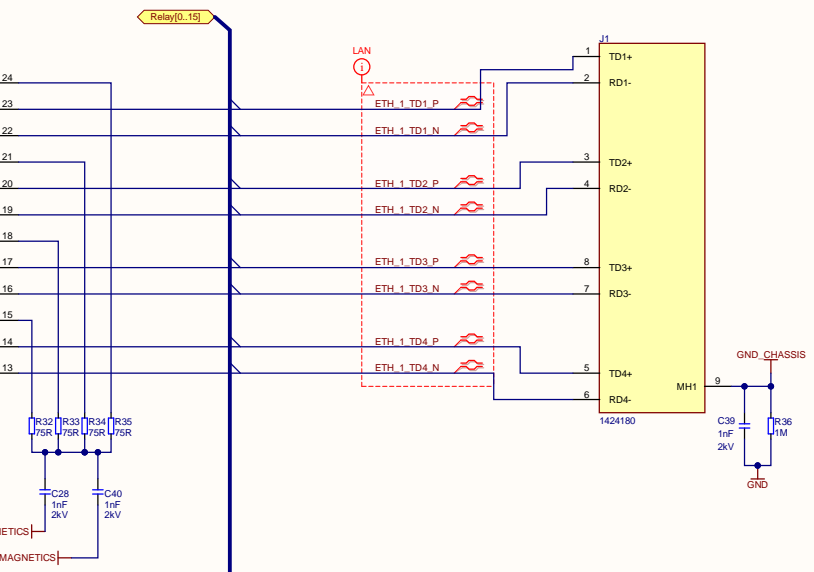 Relay[0..15]
J1
LAN
i
1
TD1+
24
2
RD1-
23
ETH_1_TD1_P
22
ETH_1_TD1_N
21
3
TD2+
20
ETH_1_TD2_P
4
RD2-
19
ETH_1_TD2_N
18
17
ETH_1_TD3_P
8
TD3+
16
ETH_1_TD3_N
7
RD3-
15
14
ETH_1_TD4_P
13
ETH_1_TD4_N
5
TD4+
6
RD4-
MH1
9
GND_CHASSIS
1424180
R32
75R
R33
75R
R34
75R
R35
75R
C39
1nF
2kV
R36
1M
GND
C28
1nF
2kV
C40
1nF
2kV
ETICS
MAGNETICS